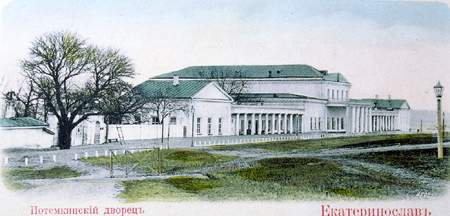 Потемкинскій дворецъ
Екатеринославъ